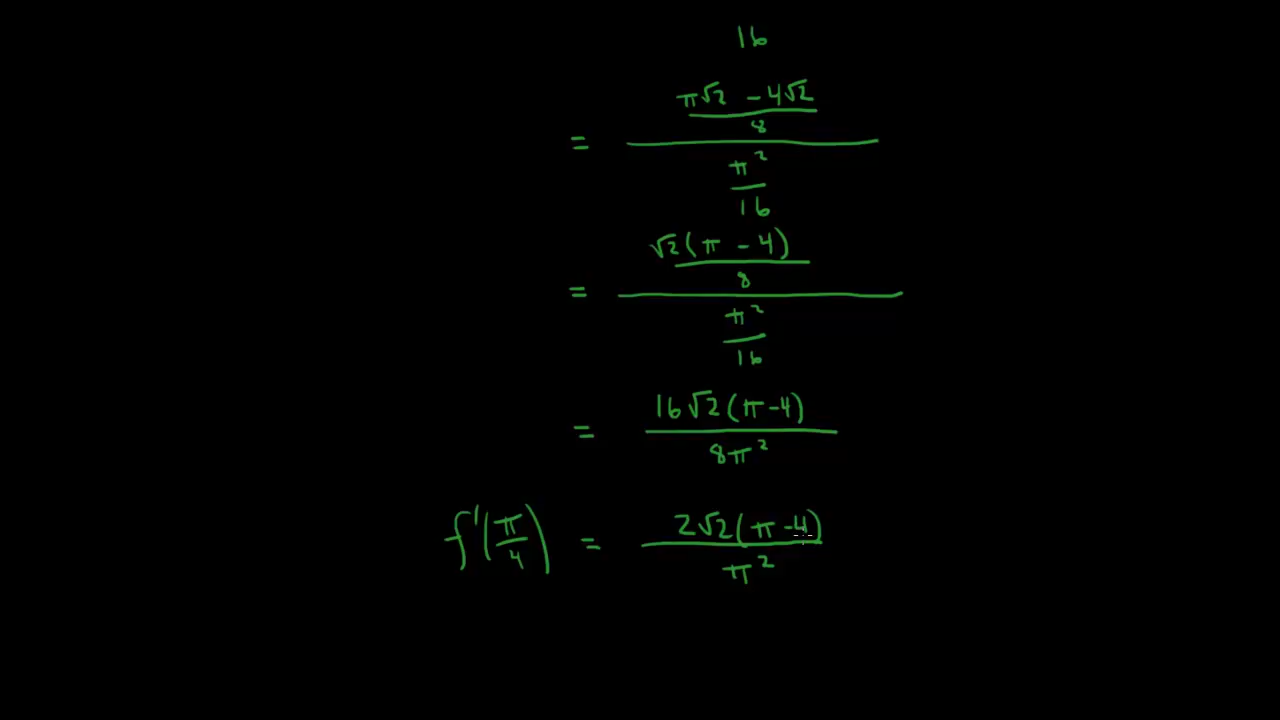 16
π√2 - 4√2
8
=
π²
16
√2(π - 4)
8
=
π²
16
16√2(π-4)
=
8π²
f'(π/4) = 2√2(π-4)
π²